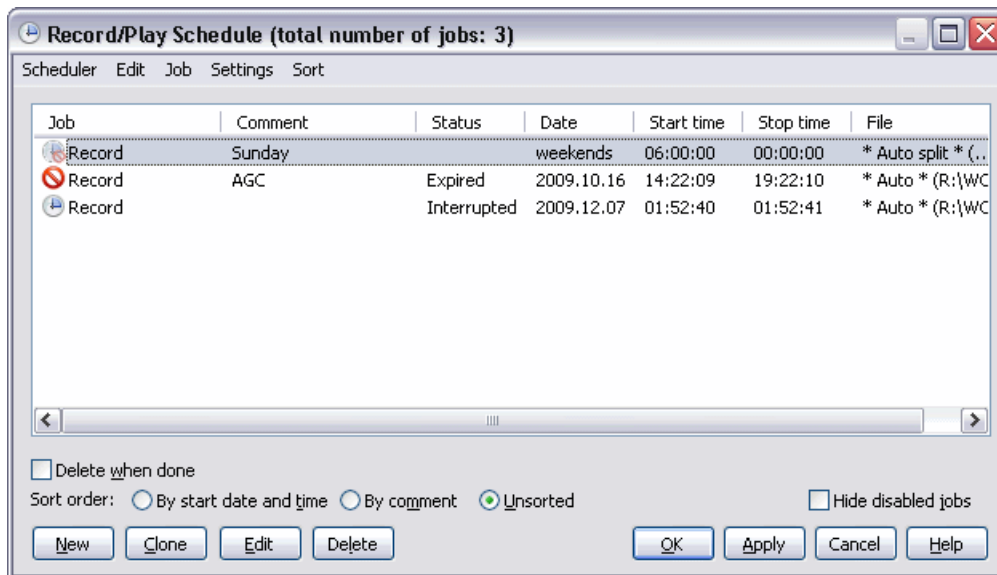 Record/Play Schedule (total number of jobs: 3)
Scheduler Edit Job Settings Sort
Job Comment Status Date Start time Stop time File
Record Sunday weekends 06:00:00 00:00:00 * Auto split * (..
Record AGC Expired 2009.10.16 14:22:09 19:22:10 * Auto * (R:\WC
Record Interrupted 2009.12.07 01:52:40 01:52:41 * Auto * (R:\WC
Delete when done
Sort order: By start date and time By comment Unsorted Hide disabled jobs
New Clone Edit Delete OK Apply Cancel Help